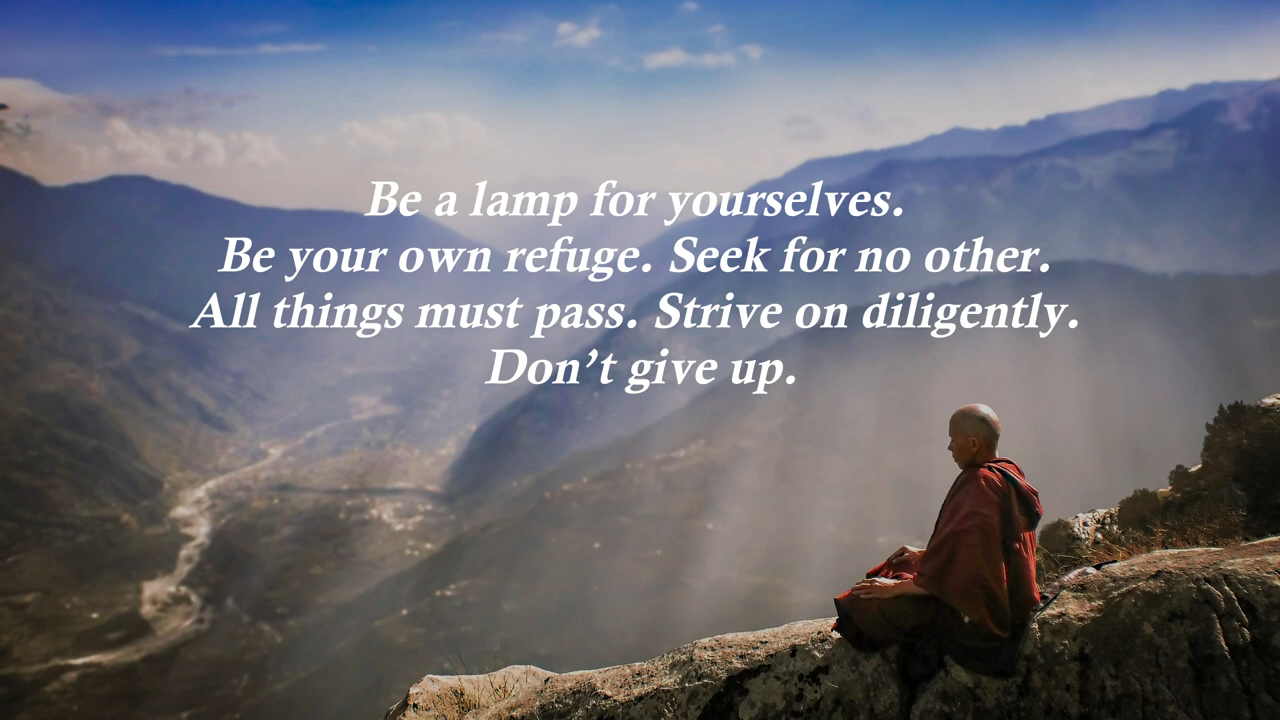 Be a lamp for yourselves.
Be your own refuge. Seek for no other.
All things must pass. Strive on diligently.
Don’t give up.